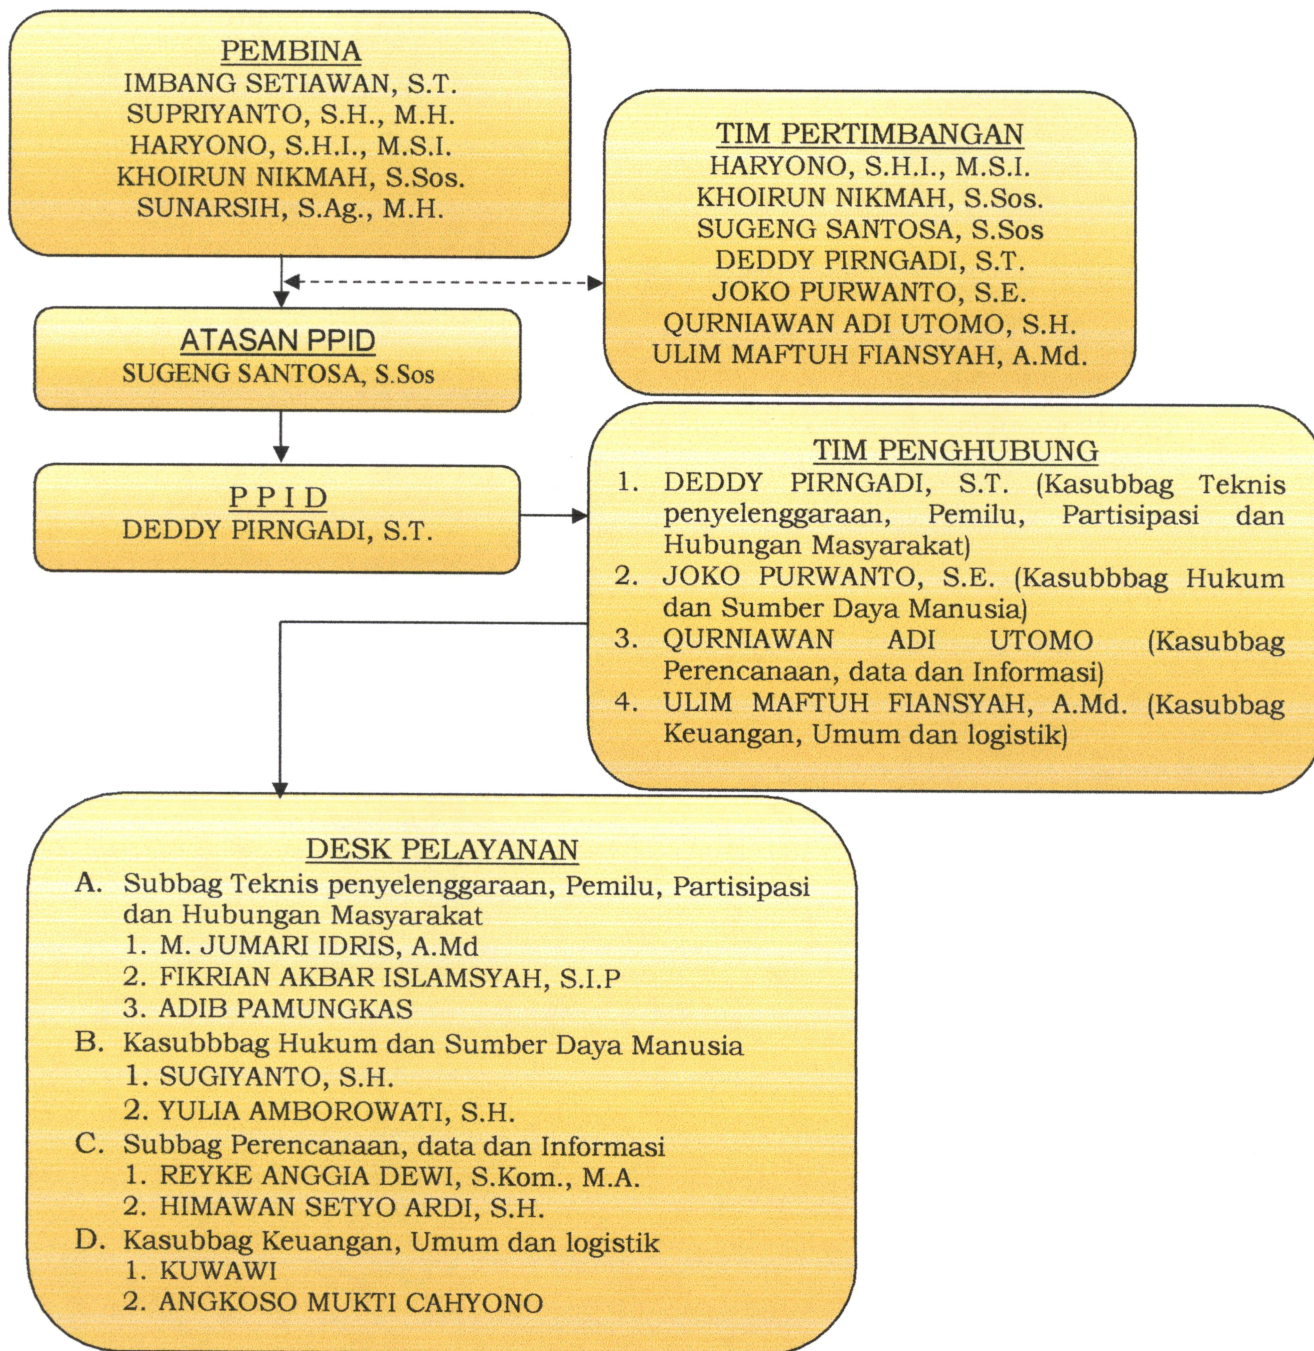 PEMBINA
IMBANG SETIAWAN, S.T.
SUPRIYANTO, S.H., M.H.
HARYONO, S.H.I., M.S.I.
KHOIRUN NIKMAH, S.Sos.
SUNARSIH, S.Ag., M.H.
TIM PERTIMBANGAN
HARYONO, S.H.I., M.S.I.
KHOIRUN NIKMAH, S.Sos.
SUGENG SANTOSA, S.Sos
DEDDY PIRNGADI, S.T.
JOKO PURWANTO, S.E.
QURNIAWAN ADI UTOMO, S.H.
ULIM MAFTUH FIANSYAH, A.Md.
ATASAN PPID
SUGENG SANTOSA, S.Sos
P P I D
DEDDY PIRNGADI, S.T.
TIM PENGHUBUNG
1. DEDDY PIRNGADI, S.T. (Kasubbag Teknis
penyelenggaraan, Pemilu, Partisipasi dan
Hubungan Masyarakat)
2. JOKO PURWANTO, S.E. (Kasubbbag Hukum
dan Sumber Daya Manusia)
3. QURNIAWAN ADI UTOMO (Kasubbag
Perencanaan, data dan Informasi)
4. ULIM MAFTUH FIANSYAH, A.Md. (Kasubbag
Keuangan, Umum dan logistik)
DESK PELAYANAN
A. Subbag Teknis penyelenggaraan, Pemilu, Partisipasi
dan Hubungan Masyarakat
1. M. JUMARI IDRIS, A.Md
2. FIKRIAN AKBAR ISLAMSYAH, S.I.P
3. ADIB PAMUNGKAS
B. Kasubbbag Hukum dan Sumber Daya Manusia
1. SUGIYANTO, S.H.
2. YULIA AMBOROWATI, S.H.
C. Subbag Perencanaan, data dan Informasi
1. REYKE ANGGIA DEWI, S.Kom., M.A.
2. HIMAWAN SETYO ARDI, S.H.
D. Kasubbag Keuangan, Umum dan logistik
1. KUWAWI
2. ANGKOSO MUKTI CAHYONO